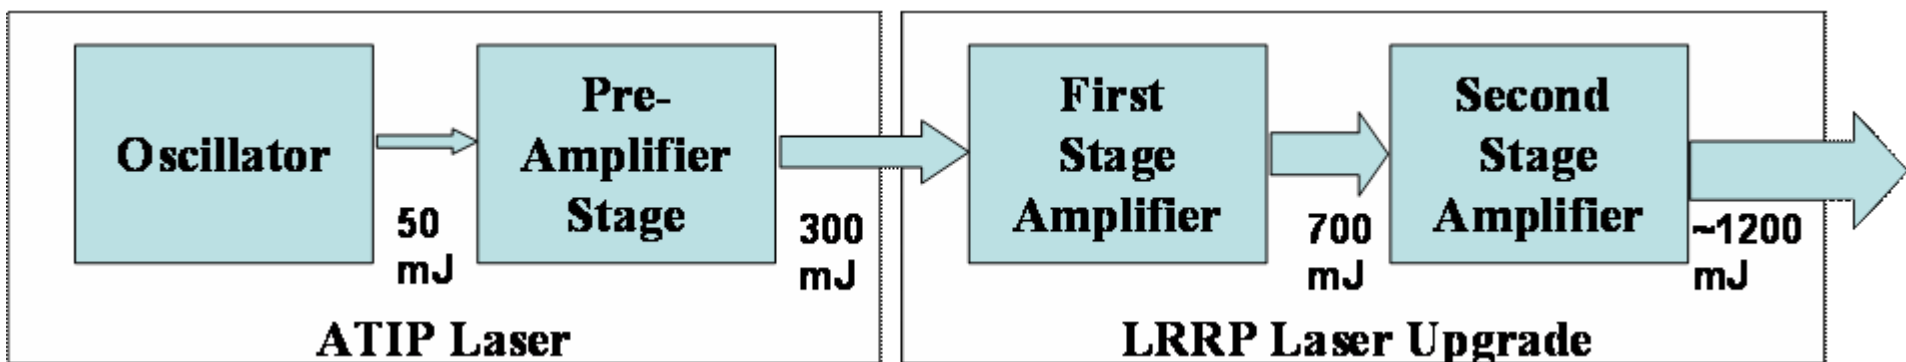 Oscillator
50
mJ
Pre-
Amplifier
Stage
300
mJ
ATIP Laser
First
Stage
Amplifier
700
mJ
Second
Stage
Amplifier
~1200
mJ
LRRP Laser Upgrade